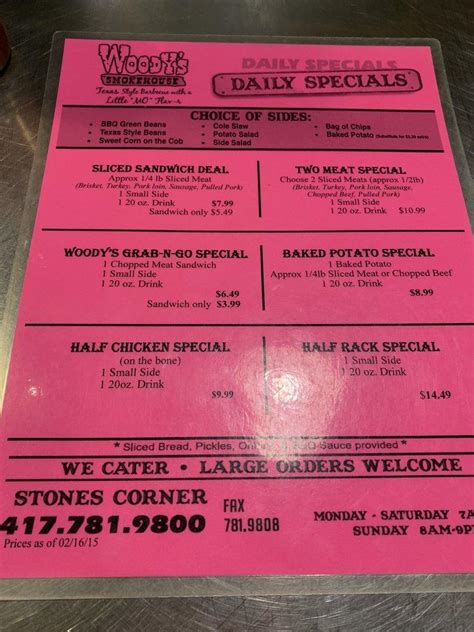 WOODY'S
SMOKEHOUSE
Texas Style Barbecue with a
Little "MO" Flav-r
DAILY SPECIALS
DAILY SPECIALS
CHOICE OF SIDES:
• BBQ Green Beans • Cole Slaw • Bag of Chips
• Texas Style Beans • Potato Salad • Baked Potato (Substitute for $2.39 extra)
• Sweet Corn on the Cob • Side Salad
SLICED SANDWICH DEAL
Approx 1/4 lb Sliced Meat
(Brisket, Turkey, Pork loin, Sausage, Pulled Pork)
1 Small Side
1 20 oz. Drink $7.99
Sandwich only $5.49
TWO MEAT SPECIAL
Choose 2 Sliced Meats (approx 1/2lb)
(Brisket, Turkey, Pork loin, Sausage,
Chopped Beef, Pulled Pork)
1 Small Side
1 20 oz. Drink $10.99
WOODY'S GRAB-N-GO SPECIAL
1 Chopped Meat Sandwich
1 Small Side
1 20 oz. Drink
$6.49
Sandwich only $3.99
BAKED POTATO SPECIAL
1 Baked Potato
Approx 1/4lb Sliced Meat or Chopped Beef
1 20 oz. Drink
$8.99
HALF CHICKEN SPECIAL
(on the bone)
1 Small Side
1 20oz. Drink
$9.99
HALF RACK SPECIAL
1 Small Side
1 20oz. Drink
$14.49
* Sliced Bread, Pickles, Sauce provided *
WE CATER • LARGE ORDERS WELCOME
STONES CORNER
417.781.9800
FAX
781.9808
Prices as of 02/16/15
MONDAY - SATURDAY 7A
SUNDAY 8AM-9P